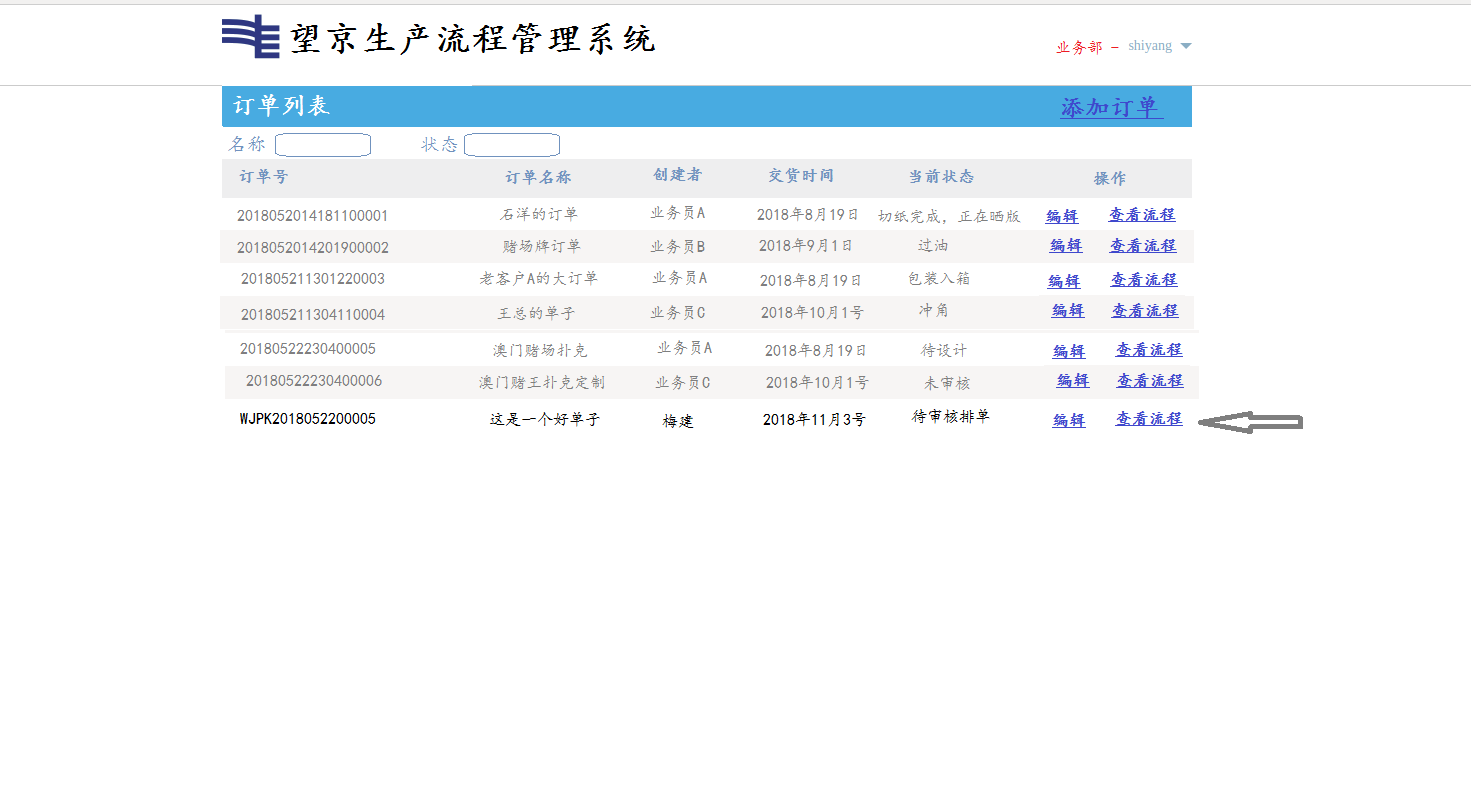 望京生产流程管理系统
业务部 - shiyang
订单列表 添加订单
名称 状态
订单号 订单名称 创建者 交货时间 当前状态 操作
2018052014181100001 石洋的订单 业务员A 2018年8月19日 切纸完成，正在晒版 编辑 查看流程
2018052014201900002 赌场牌订单 业务员B 2018年9月1日 过油 编辑 查看流程
201805211301220003 老客户A的大订单 业务员A 2018年8月19日 包装入箱 编辑 查看流程
201805211304110004 王总的单子 业务员C 2018年10月1号 冲角 编辑 查看流程
20180522230400005 澳门赌场扑克 业务员A 2018年8月19日 待设计 编辑 查看流程
20180522230400006 澳门赌王扑克定制 业务员C 2018年10月1号 未审核 编辑 查看流程
WJPK2018052200005 这是一个好单子 梅建 2018年11月3号 待审核排单 编辑 查看流程